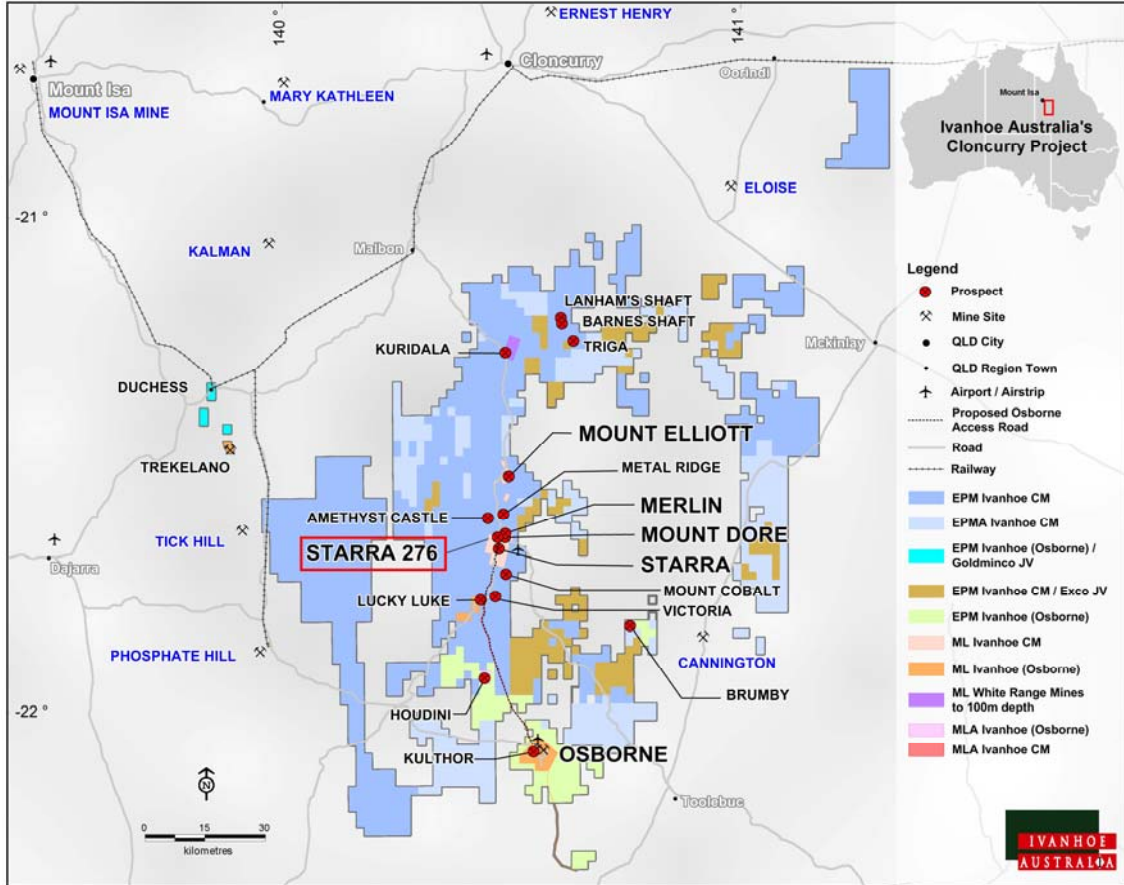 140 °
141 °
ERNEST HENRY
Cloncurry
Oorindi
Mount Isa
MOUNT ISA MINE
MARY KATHLEEN
ELOISE
-21 °
KALMAN
Malbon
LANHAM'S SHAFT
BARNES SHAFT
TRIGA
KURIDALA
Mckinlay
DUCHESS
TREKELANO
MOUNT ELLIOTT
METAL RIDGE
AMETHYST CASTLE
MERLIN
MOUNT DORE
TICK HILL
STARRA 276
STARRA
Dajarra
MOUNT COBALT
LUCKY LUKE
VICTORIA
PHOSPHATE HILL
CANNINGTON
BRUMBY
-22 °
HOUDINI
KULTHOR
OSBORNE
Toolebuc
N
0 15 30
kilometres
Mount Isa
Ivanhoe Australia's
Cloncurry Project
Legend
Prospect
Mine Site
QLD City
QLD Region Town
Airport / Airstrip
Proposed Osborne
Access Road
Road
Railway
EPM Ivanhoe CM
EPMA Ivanhoe CM
EPM Ivanhoe (Osborne) /
Goldminco JV
EPM Ivanhoe CM / Exco JV
EPM Ivanhoe (Osborne)
ML Ivanhoe CM
ML Ivanhoe (Osborne)
ML White Range Mines
to 100m depth
MLA Ivanhoe (Osborne)
MLA Ivanhoe CM
IVANHOE
AUSTRALIA